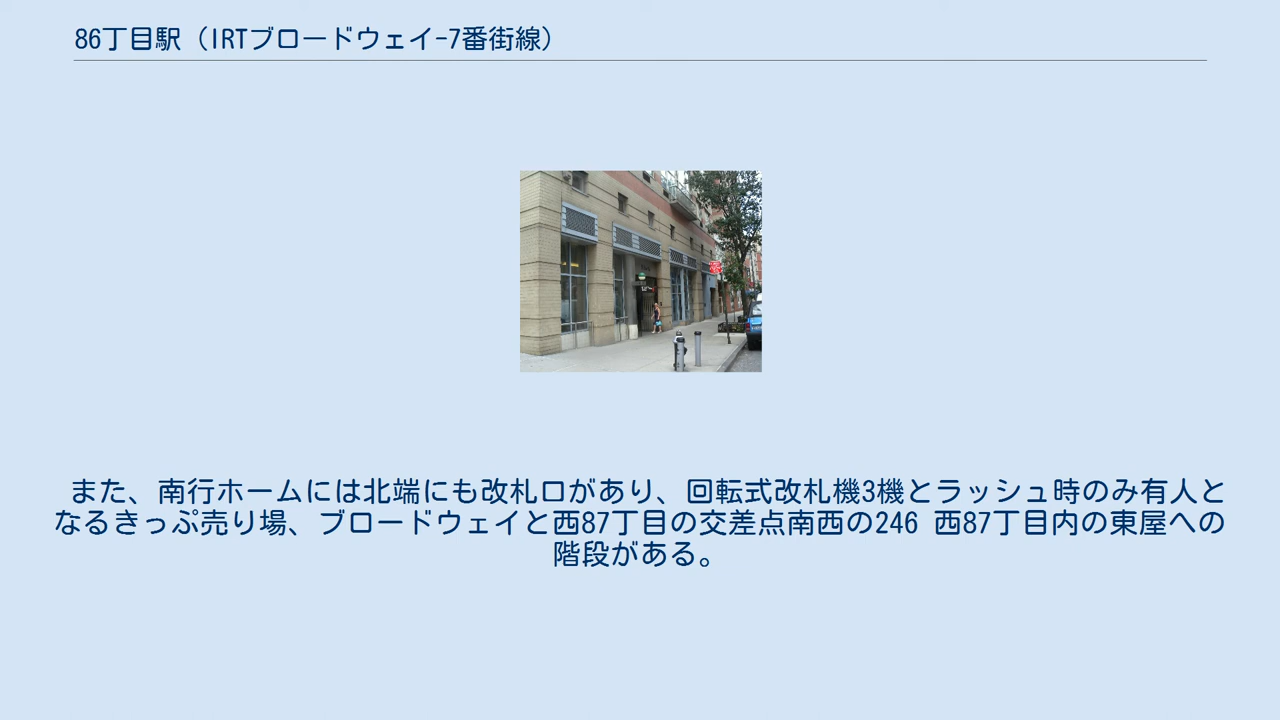 86丁目駅（IRTブロードウェイ-7番街線）
また、南行ホームには北端にも改札口があり、回転式改札機3機とラッシュ時のみ有人と
なるきっぷ売り場、ブロードウェイと西87丁目の交差点南西の246 西87丁目内の東屋への
階段がある。